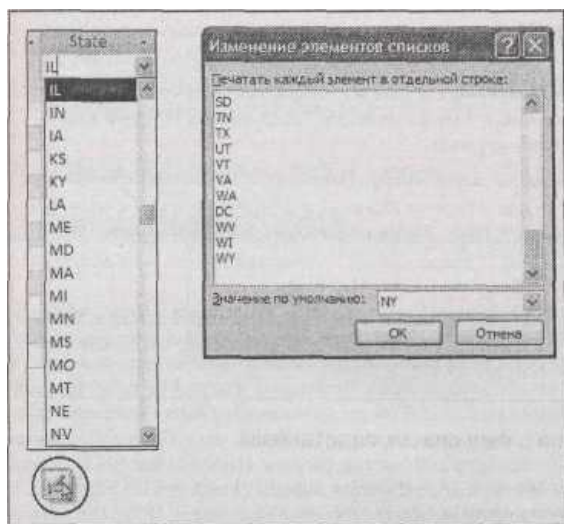 State
IL
IL
IN
IA
KS
KY
LA
ME
MD
MA
MI
MN
MS
MO
MT
NE
NV
Изменение элементов списков
Печатать каждый элемент в отдельной строке:
SD
TN
TX
UT
VT
VA
WA
DC
WV
WI
WY
Значение по умолчанию: NY
OK Отмена